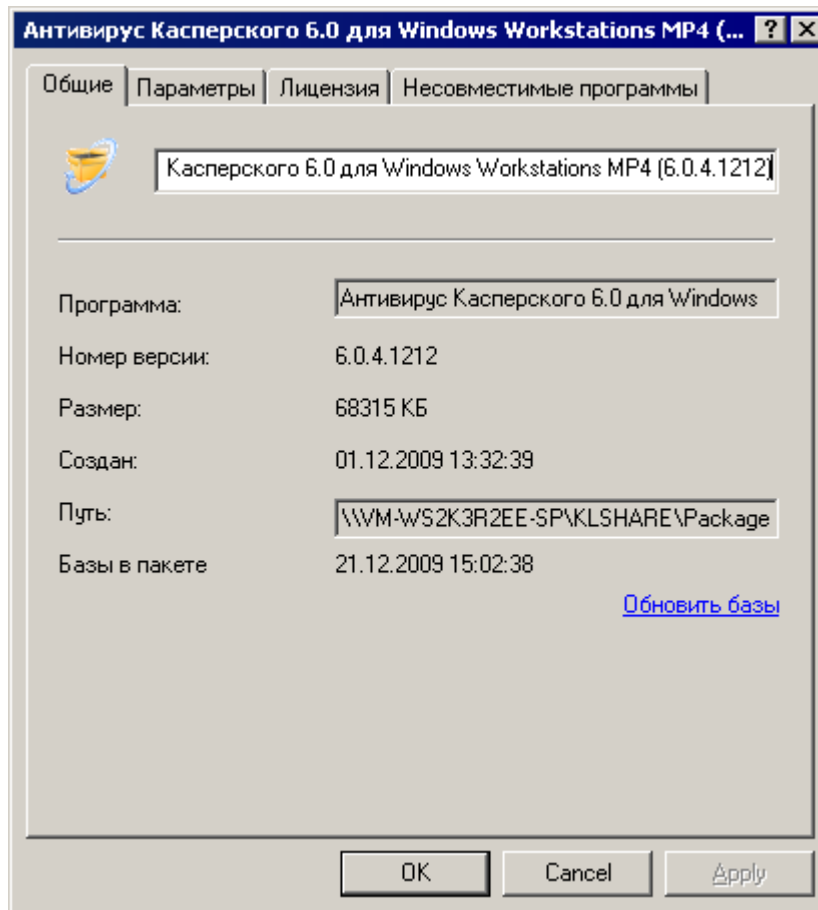 Антивирус Касперского 6.0 для Windows Workstations MP4 (...
Общие Параметры Лицензия Несовместимые программы
Касперского 6.0 для Windows Workstations MP4 (6.0.4.1212)
Программа: Антивирус Касперского 6.0 для Windows
Номер версии: 6.0.4.1212
Размер: 68315 КБ
Создан: 01.12.2009 13:32:39
Путь: \\VM-WS2K3R2EE-SP\KLSHARE\Package
Базы в пакете 21.12.2009 15:02:38
Обновить базы
OK Cancel Apply